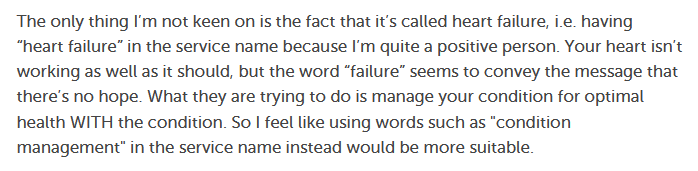 The only thing I’m not keen on is the fact that it’s called heart failure, i.e. having
“heart failure” in the service name because I’m quite a positive person. Your heart isn’t
working as well as it should, but the word “failure” seems to convey the message that
there’s no hope. What they are trying to do is manage your condition for optimal
health WITH the condition. So I feel like using words such as "condition
management" in the service name instead would be more suitable.